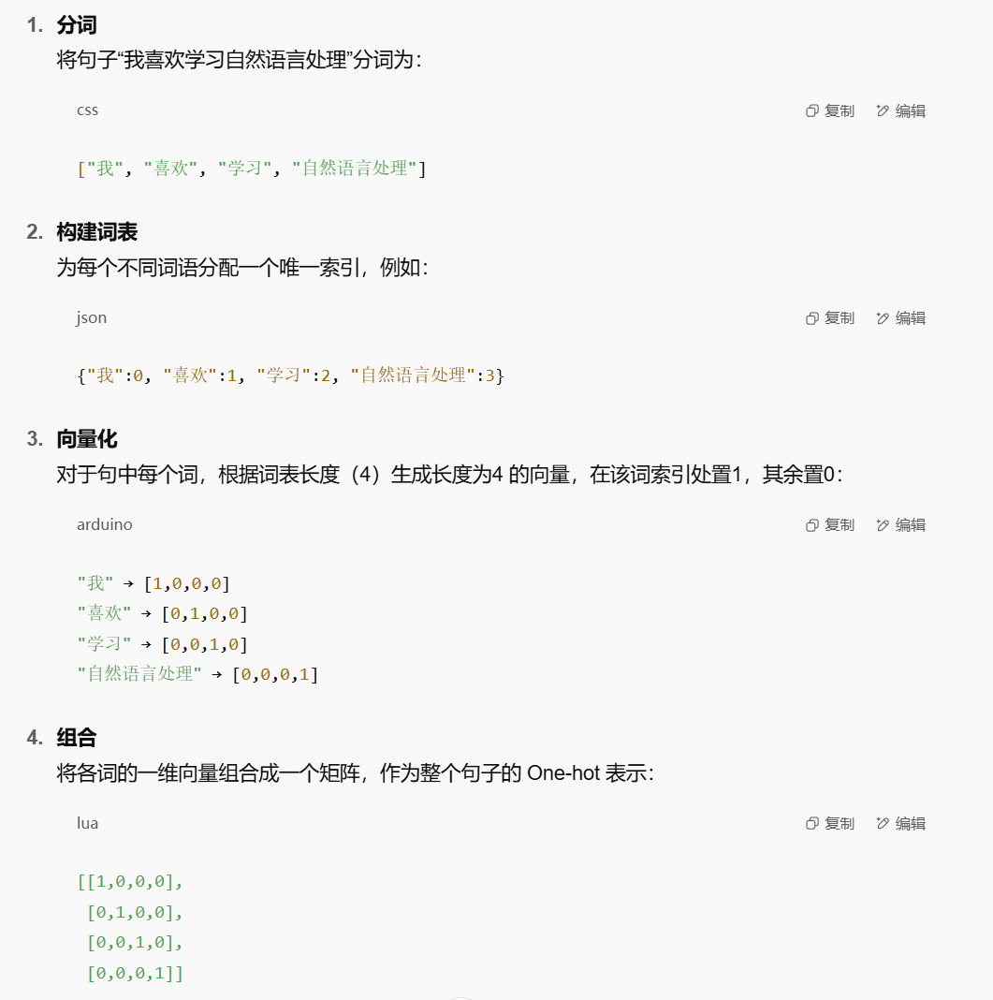 1. 分词
将句子“我喜欢学习自然语言处理”分词为：
css 复制 编辑
["我", "喜欢", "学习", "自然语言处理"]
2. 构建词表
为每个不同词语分配一个唯一索引，例如：
json 复制 编辑
{"我":0, "喜欢":1, "学习":2, "自然语言处理":3}
3. 向量化
对于句中每个词，根据词表长度（4）生成长度为4 的向量，在该词索引处置1，其余置0：
arduino 复制 编辑
"我" → [1,0,0,0]
"喜欢" → [0,1,0,0]
"学习" → [0,0,1,0]
"自然语言处理" → [0,0,0,1]
4. 组合
将各词的一维向量组合成一个矩阵，作为整个句子的 One-hot 表示：
lua 复制 编辑
[[1,0,0,0],
[0,1,0,0],
[0,0,1,0],
[0,0,0,1]]